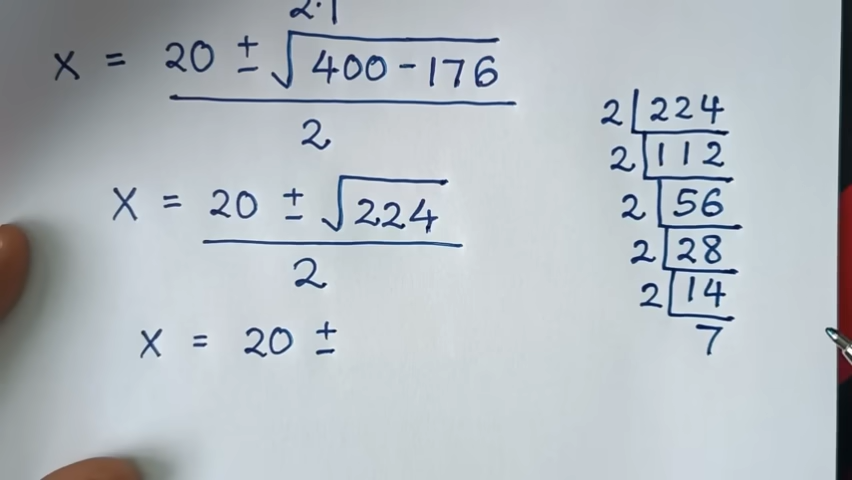 2·1
x = 20 ± √400 - 176
2
x = 20 ± √224
2
x = 20 ±
2 | 224
2 | 112
2 | 56
2 | 28
2 | 14
7